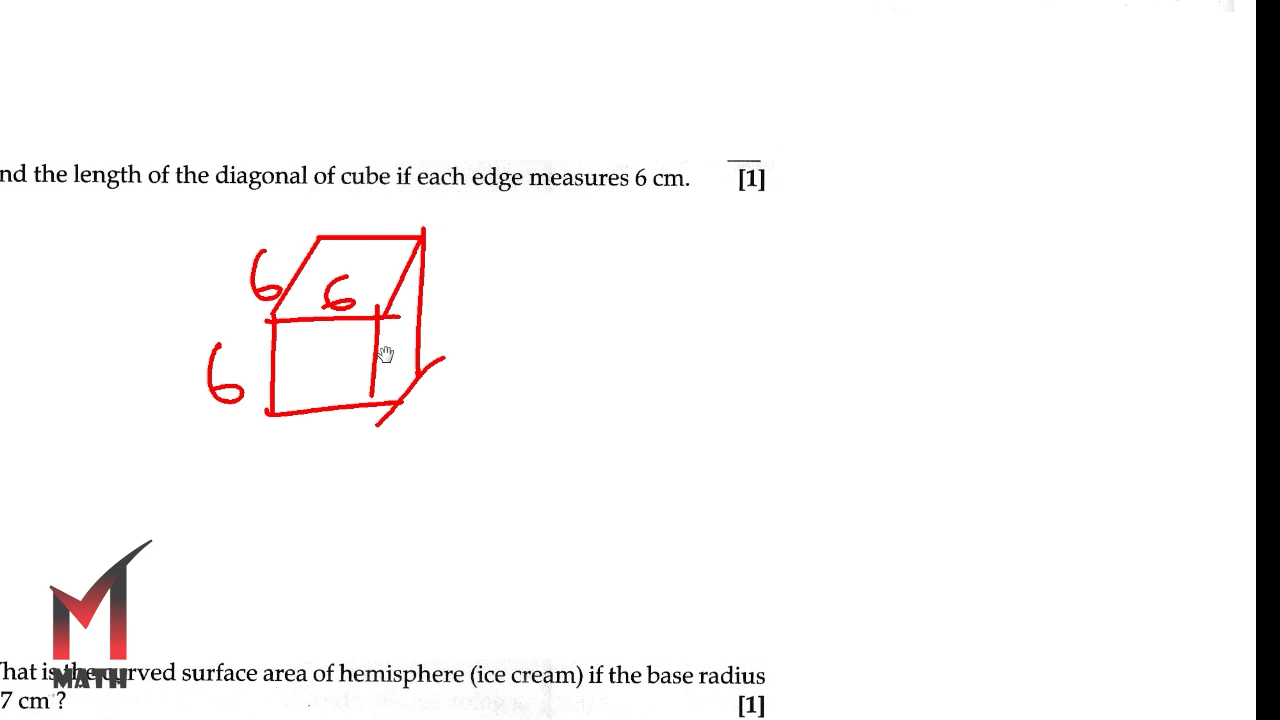 nd the length of the diagonal of cube if each edge measures 6 cm. [1]
6
6
6
MATH
hat is the curved surface area of hemisphere (ice cream) if the base radius
7 cm ? [1]